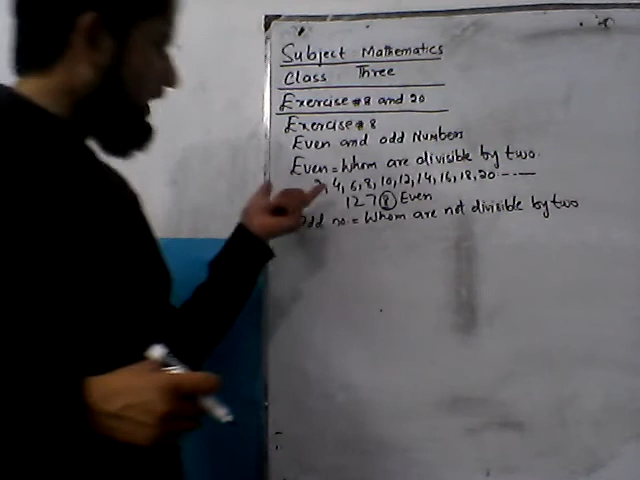 Subject Mathematics
Class Three
Exercise # 8 and 20
Exercise # 8
Even and odd Numbers
Even = Whom are divisible by two.
2, 4, 6, 8, 10, 12, 14, 16, 18, 20 -----
1278 Even
Odd no = Whom are not divisible by two